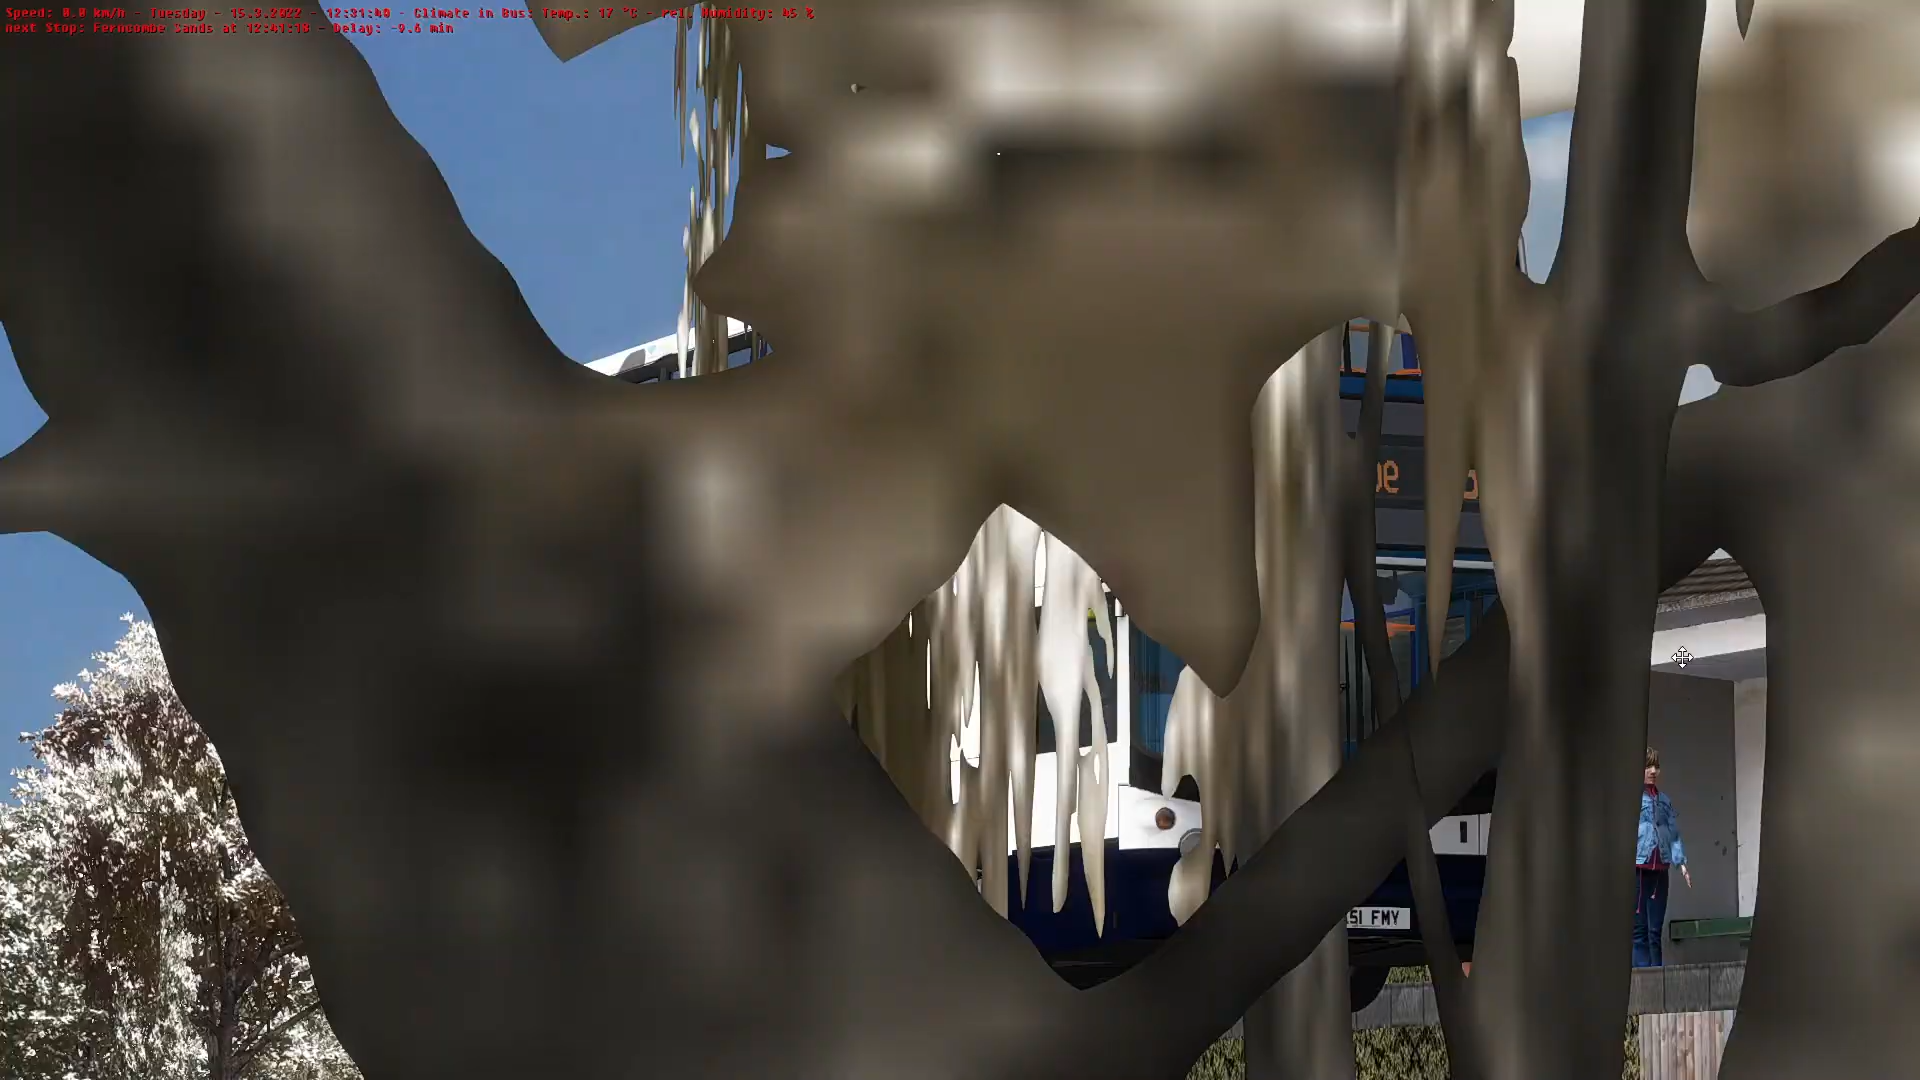 Speed: 0.0 km/h - Tuesday - 15.3.2022 - 12:31:40 - Climate in Bus: Temp.: 17 °C - rel. Humidity: 45 %
next Stop: Ferncombe Sands at 12:41:18 - Delay: -9.6 min
51 FMY